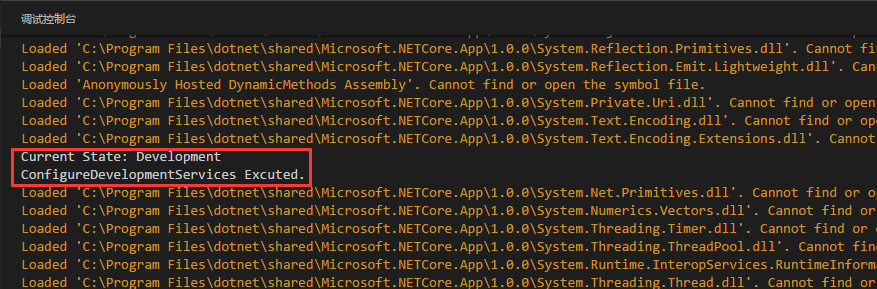 调试控制台
Loaded 'C:\Program Files\dotnet\shared\Microsoft.NETCore.App\1.0.0\System.Reflection.Primitives.dll'. Cannot fi
Loaded 'C:\Program Files\dotnet\shared\Microsoft.NETCore.App\1.0.0\System.Reflection.Emit.Lightweight.dll'. Ca
Loaded 'Anonymously Hosted DynamicMethods Assembly'. Cannot find or open the symbol file.
Loaded 'C:\Program Files\dotnet\shared\Microsoft.NETCore.App\1.0.0\System.Private.Uri.dll'. Cannot find or open
Loaded 'C:\Program Files\dotnet\shared\Microsoft.NETCore.App\1.0.0\System.Text.Encoding.dll'. Cannot find or op
Loaded 'C:\Program Files\dotnet\shared\Microsoft.NETCore.App\1.0.0\System.Text.Encoding.Extensions.dll'. Cannot
Current State: Development
ConfigureDevelopmentServices Excuted.
Loaded 'C:\Program Files\dotnet\shared\Microsoft.NETCore.App\1.0.0\System.Net.Primitives.dll'. Cannot find or o
Loaded 'C:\Program Files\dotnet\shared\Microsoft.NETCore.App\1.0.0\System.Numerics.Vectors.dll'. Cannot find or
Loaded 'C:\Program Files\dotnet\shared\Microsoft.NETCore.App\1.0.0\System.Threading.Timer.dll'. Cannot find or
Loaded 'C:\Program Files\dotnet\shared\Microsoft.NETCore.App\1.0.0\System.Threading.ThreadPool.dll'. Cannot fin
Loaded 'C:\Program Files\dotnet\shared\Microsoft.NETCore.App\1.0.0\System.Runtime.InteropServices.RuntimeInforma
Loaded 'C:\Program Files\dotnet\shared\Microsoft.NETCore.App\1.0.0\System.Threading.Thread.dll'. Cannot find or